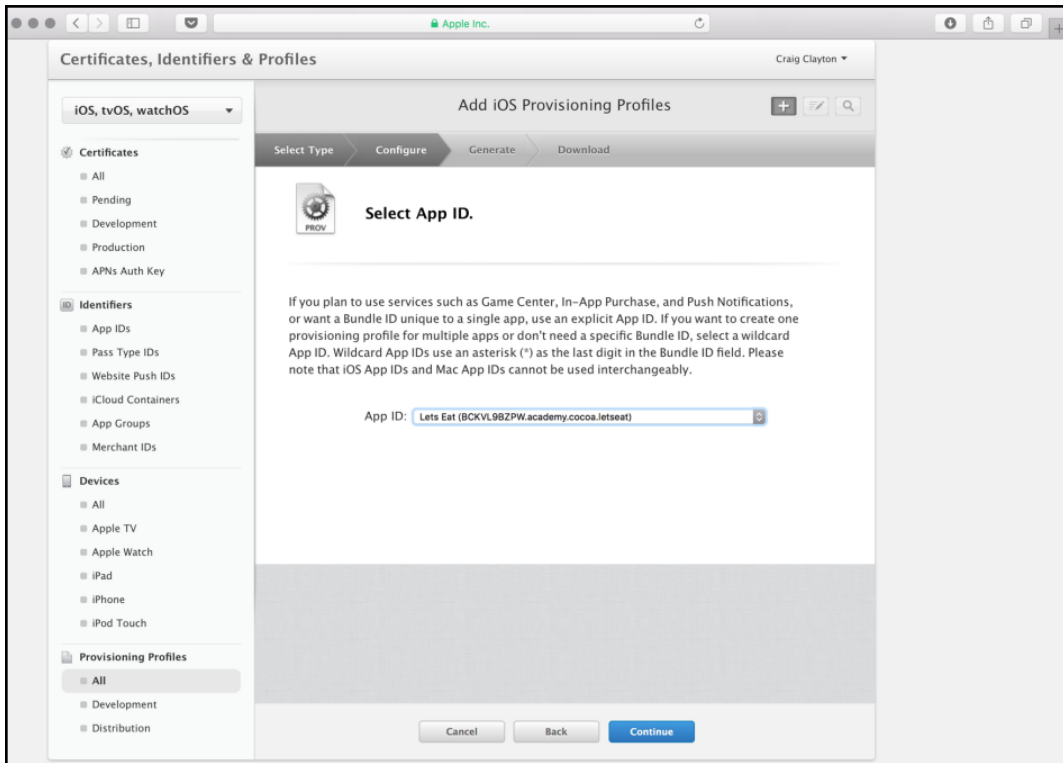 Apple Inc.
Certificates, Identifiers & Profiles
Craig Clayton
iOS, tvOS, watchOS
Add iOS Provisioning Profiles
Select Type
Configure
Generate
Download
Certificates
All
Pending
Development
Production
APNs Auth Key
Identifiers
App IDs
Pass Type IDs
Website Push IDs
iCloud Containers
App Groups
Merchant IDs
Devices
All
Apple TV
Apple Watch
iPad
iPhone
iPod Touch
Provisioning Profiles
All
Development
Distribution
PROV
Select App ID.
If you plan to use services such as Game Center, In-App Purchase, and Push Notifications,
or want a Bundle ID unique to a single app, use an explicit App ID. If you want to create one
provisioning profile for multiple apps or don't need a specific Bundle ID, select a wildcard
App ID. Wildcard App IDs use an asterisk (*) as the last digit in the Bundle ID field. Please
note that iOS App IDs and Mac App IDs cannot be used interchangeably.
App ID: Lets Eat (BCKVL9BZPW.academy.cocoa.letseat)
Cancel
Back
Continue